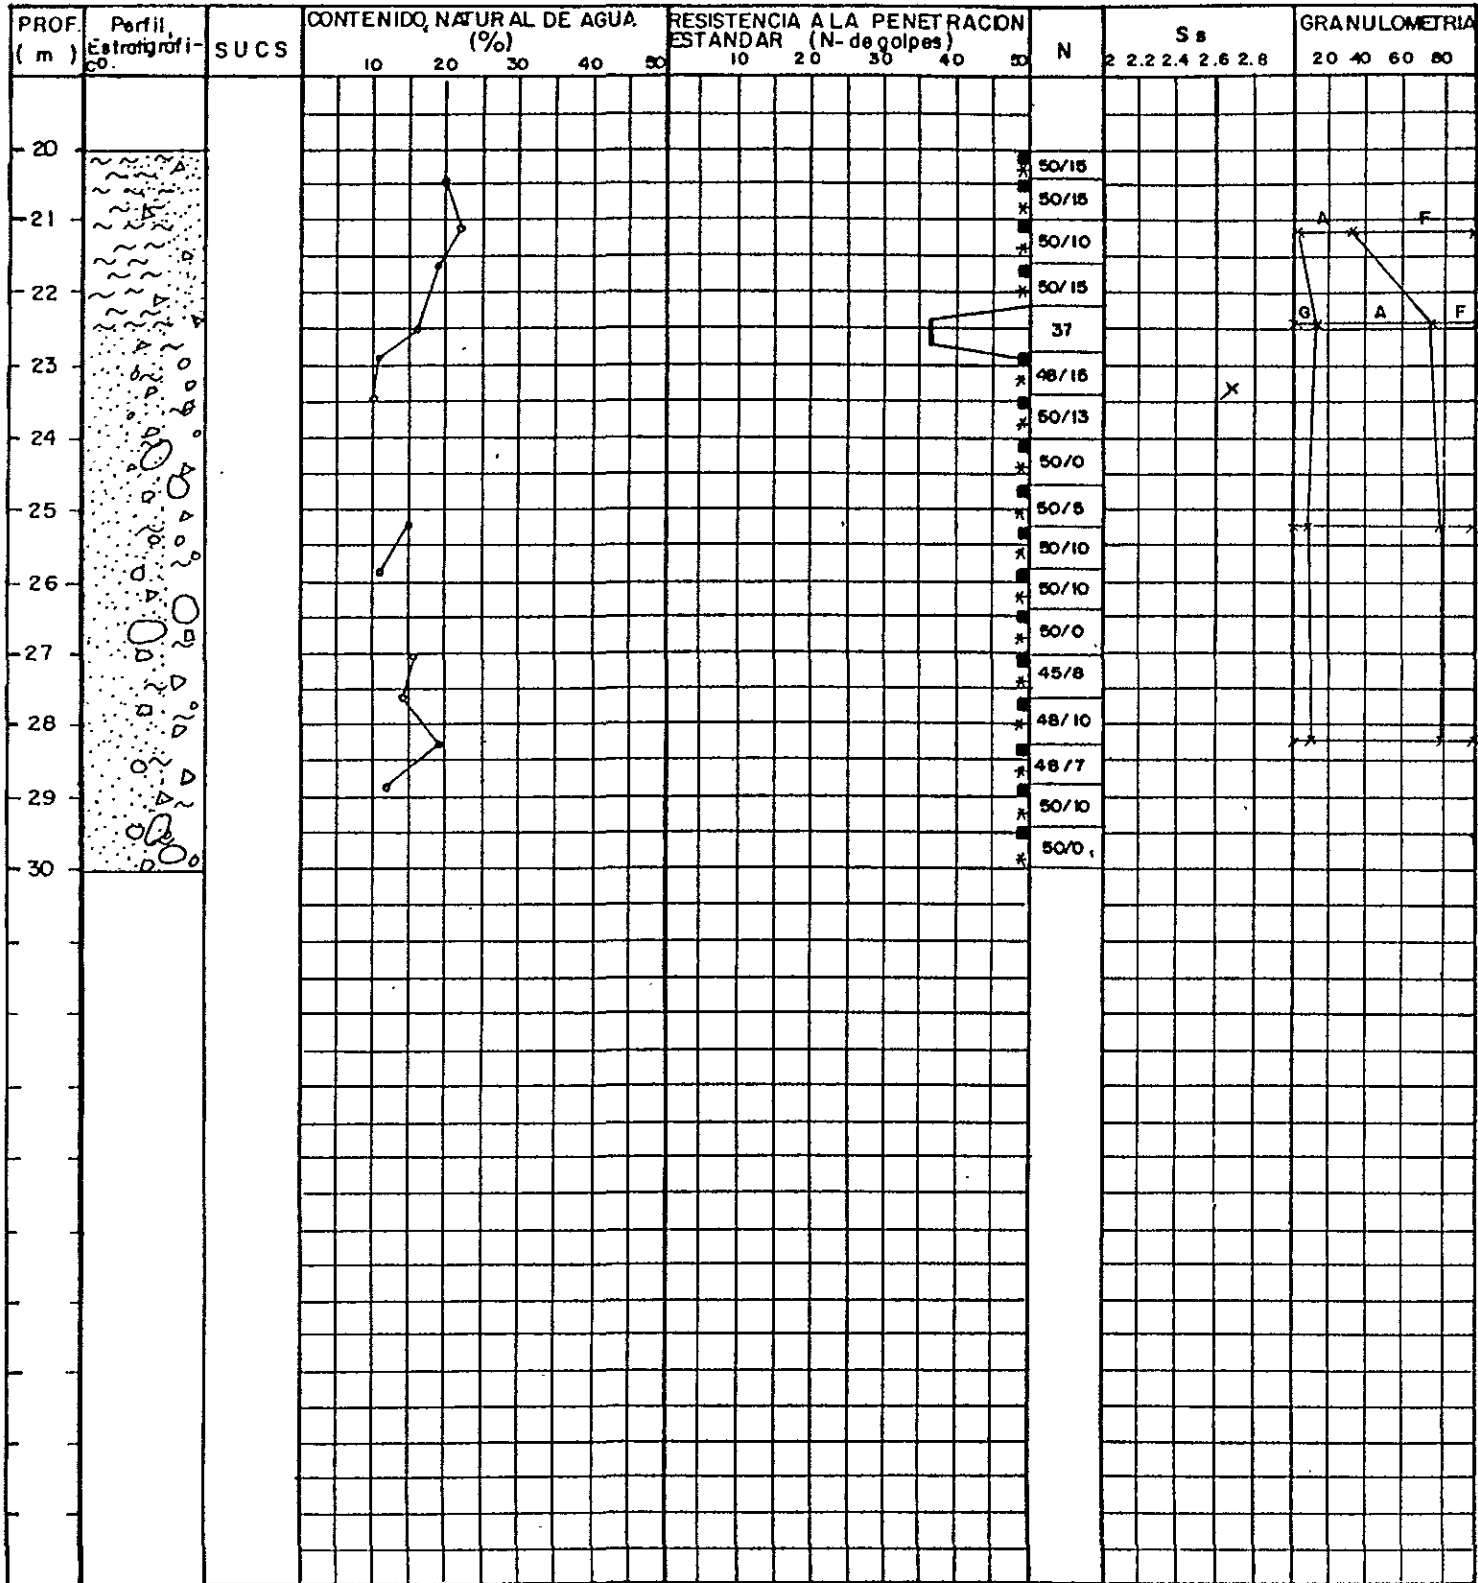 PROF. (m)
Perfil Estratigráfi-co.
SUCS
CONTENIDO NATURAL DE AGUA (%)
10 20 30 40 50
RESISTENCIA A LA PENETRACION ESTANDAR (N-de golpes)
10 20 30 40 50
N
Ss
2 2.2 2.4 2.6 2.8
GRANULOMETRIA
20 40 60 80
20
50/15
50/15
21
A F
50/10
22
50/15
G A F
37
23
48/15
50/13
24
50/0
25
50/5
50/10
26
50/10
50/0
27
45/8
28
48/10
48/7
29
50/10
50/0
30